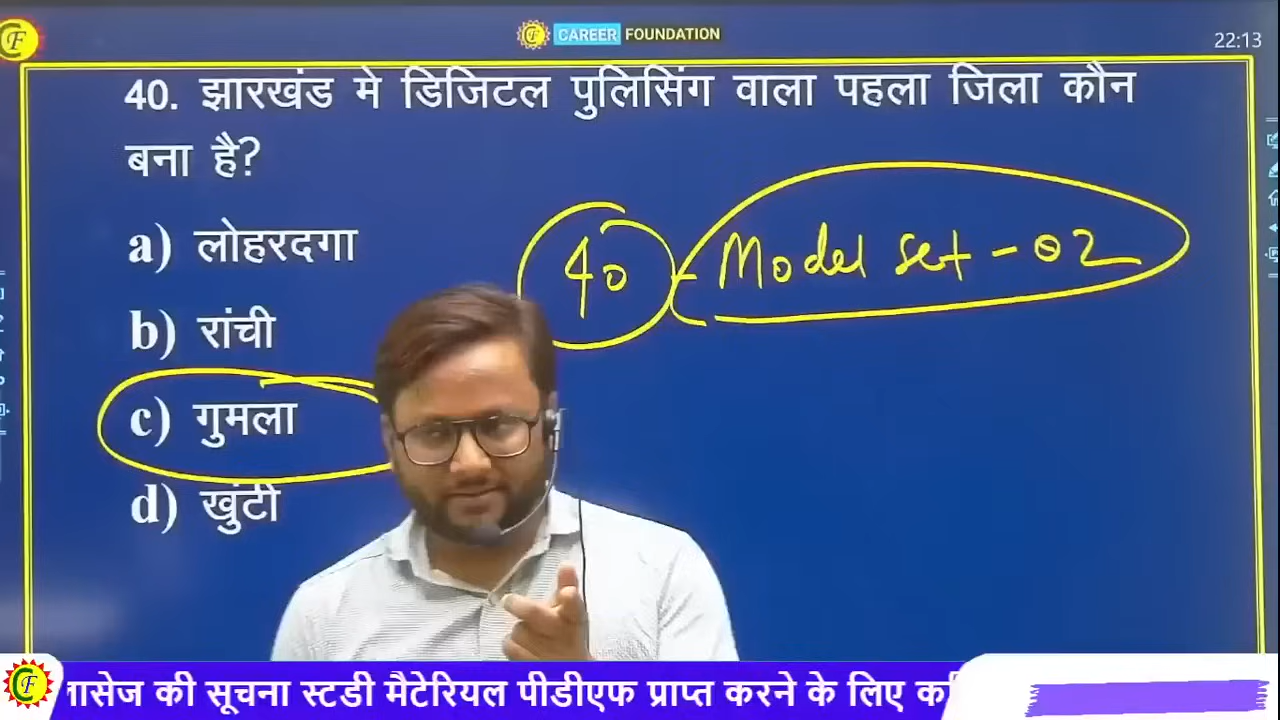 CAREER FOUNDATION
22:13
40. झारखंड मे डिजिटल पुलिसिंग वाला पहला जिला कौन
बना है?
a) लोहरदगा
40 - Model set - 02
b) रांची
c) गुमला
d) खुंटी
गासेज की सूचना स्टडी मैटेरियल पीडीएफ प्राप्त करने के लिए